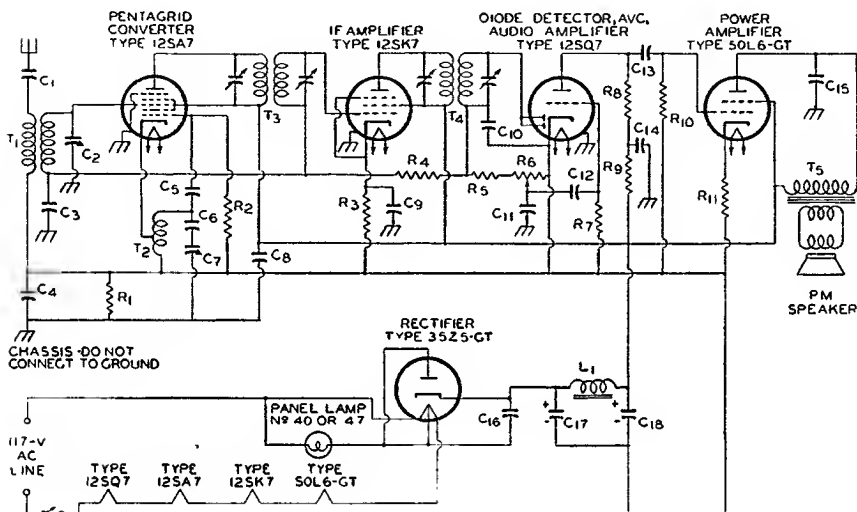 PENTAGRID
CONVERTER
TYPE 12SA7
IF AMPLIFIER
TYPE 12SK7
DIODE DETECTOR, AVC,
AUDIO AMPLIFIER
TYPE 12SQ7
POWER
AMPLIFIER
TYPE 50L6-GT
C1
T1
C2
C3
C4
R1
T2
C5
C6
C7
R2
C8
T3
R3
C9
R4
T4
C10
R5
R6
C11
C12
R7
R8
R9
C13
C14
R10
R11
C15
T5
PM
SPEAKER
CHASSIS-DO NOT
CONNECT TO GROUND
RECTIFIER
TYPE 35Z5-GT
PANEL LAMP
Nº 40 OR 47
C16
L1
C17
C18
+
-
+
-
117-V
AC
LINE
TYPE
12SQ7
TYPE
12SA7
TYPE
12SK7
TYPE
50L6-GT